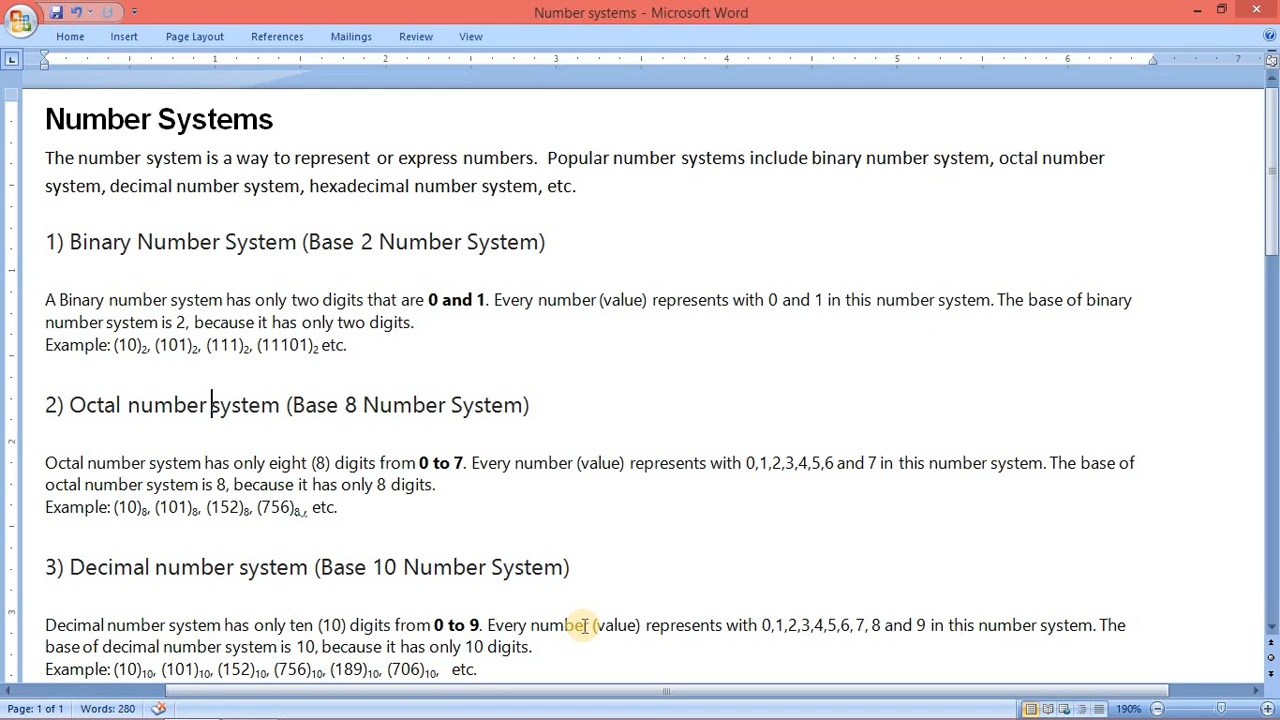 Number systems - Microsoft Word
Home Insert Page Layout References Mailings Review View
1 2 3 4 5 6 7
Number Systems
The number system is a way to represent or express numbers.  Popular number systems include binary number system, octal number
system, decimal number system, hexadecimal number system, etc.
1) Binary Number System (Base 2 Number System)
A Binary number system has only two digits that are 0 and 1. Every number (value) represents with 0 and 1 in this number system. The base of binary
number system is 2, because it has only two digits.
Example: (10)₂, (101)₂, (111)₂, (11101)₂ etc.
2) Octal number system (Base 8 Number System)
Octal number system has only eight (8) digits from 0 to 7. Every number (value) represents with 0,1,2,3,4,5,6 and 7 in this number system. The base of
octal number system is 8, because it has only 8 digits.
Example: (10)₈, (101)₈, (152)₈, (756)₈,, etc.
3) Decimal number system (Base 10 Number System)
Decimal number system has only ten (10) digits from 0 to 9. Every number (value) represents with 0,1,2,3,4,5,6,7, 8 and 9 in this number system. The
base of decimal number system is 10, because it has only 10 digits.
Example: (10)₁₀, (101)₁₀, (152)₁₀, (756)₁₀, (189)₁₀, (706)₁₀,   etc.
Page: 1 of 1 Words: 280 190%